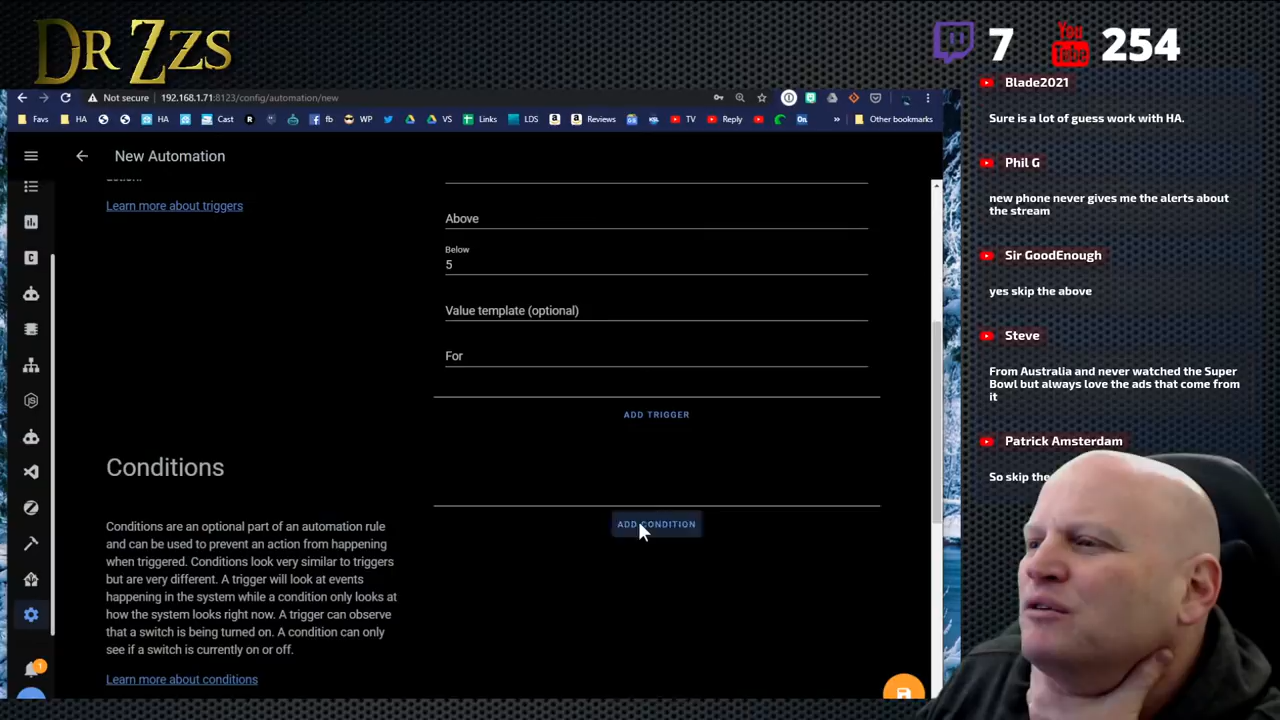 DR ZZS
7
You
Tube
254
Not secure
192.168.1.71:8123/config/automation/new
Favs
HA
HA
Cast
fb
WP
VS
Links
LDS
Reviews
TV
Reply
»
Other bookmarks
New Automation
Learn more about triggers
Above
Below
5
Value template (optional)
For
ADD TRIGGER
Conditions
ADD CONDITION
Conditions are an optional part of an automation rule
and can be used to prevent an action from happening
when triggered. Conditions look very similar to triggers
but are very different. A trigger will look at events
happening in the system while a condition only looks at
how the system looks right now. A trigger can observe
that a switch is being turned on. A condition can only
see if a switch is currently on or off.
Learn more about conditions
1
Blade2021
Sure is a lot of guess work with HA.
Phil G
new phone never gives me the alerts about
the stream
Sir GoodEnough
yes skip the above
Steve
From Australia and never watched the Super
Bowl but always love the ads that come from
it
Patrick Amsterdam
So skip the